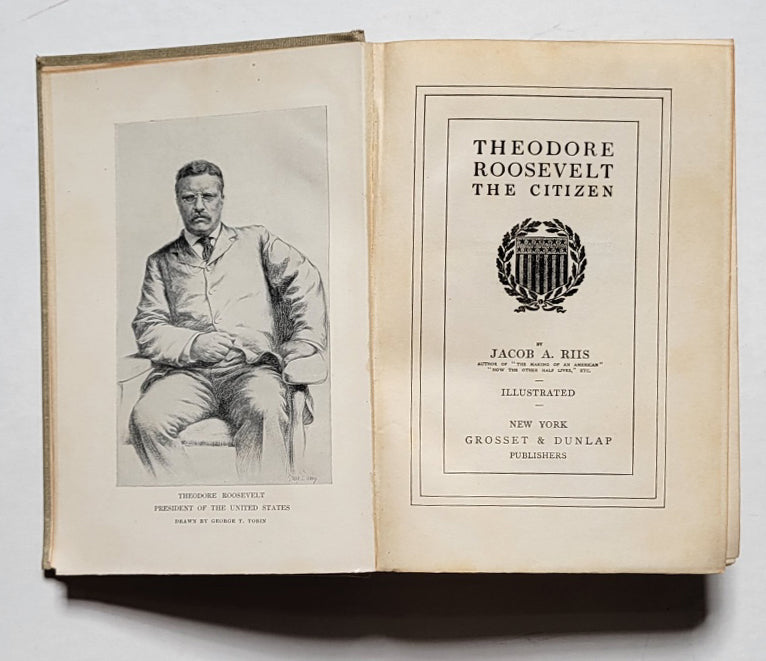 THEODORE ROOSEVELT
PRESIDENT OF THE UNITED STATES
DRAWN BY GEORGE T. TOBIN
THEODORE
ROOSEVELT
THE CITIZEN
BY
JACOB A. RIIS
AUTHOR OF "THE MAKING OF AN AMERICAN"
"HOW THE OTHER HALF LIVES," ETC.
ILLUSTRATED
NEW YORK
GROSSET & DUNLAP
PUBLISHERS